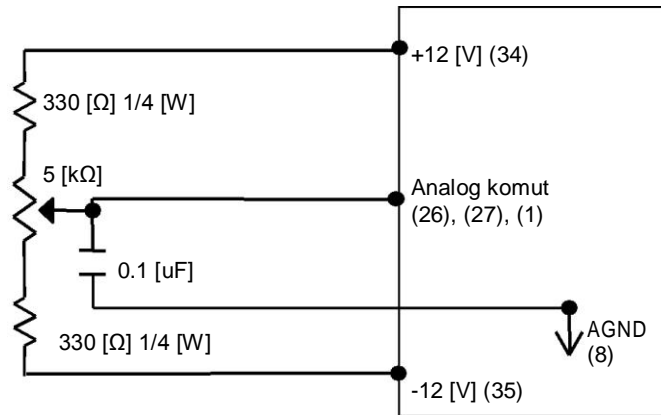 +12 [V] (34)
330 [Ω] 1/4 [W]
5 [kΩ]
Analog komut
(26), (27), (1)
0.1 [uF]
AGND
(8)
330 [Ω] 1/4 [W]
-12 [V] (35)